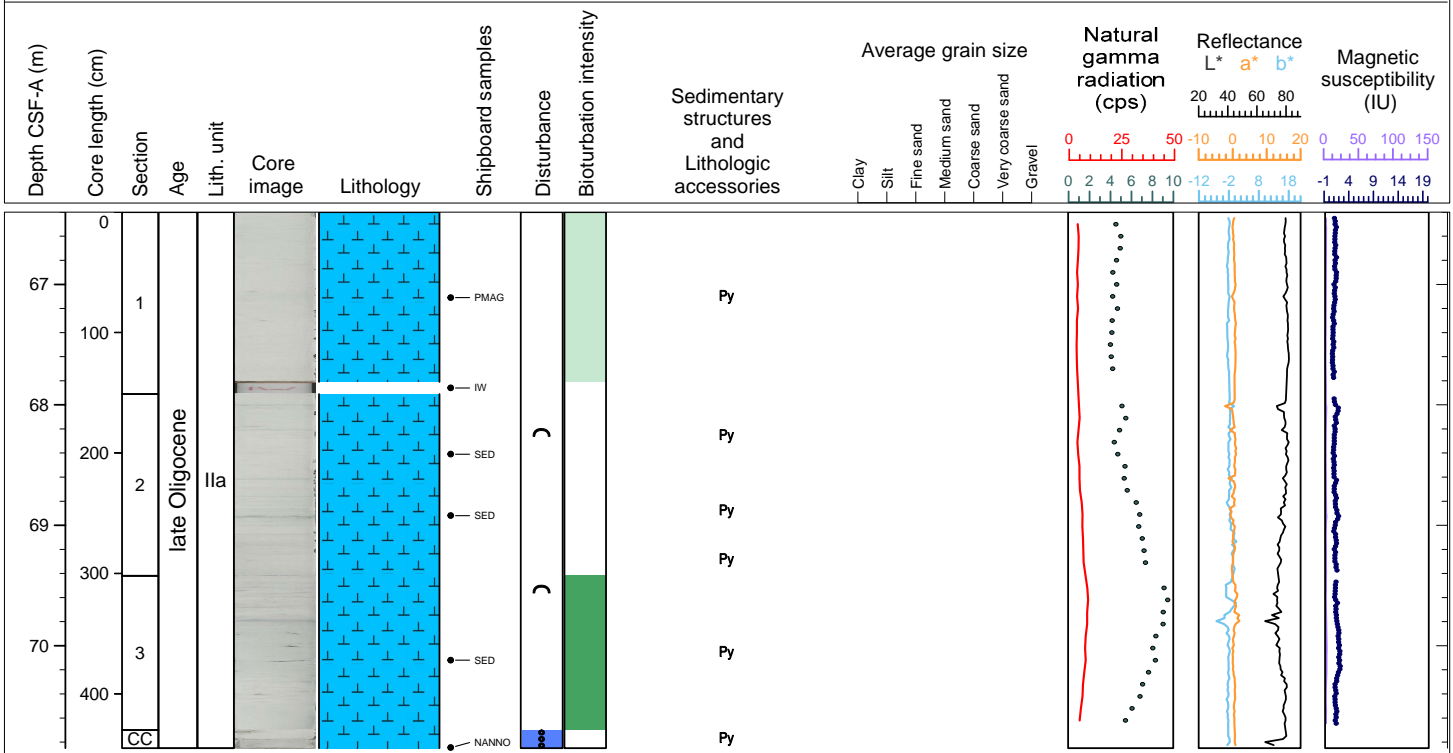 Depth CSF-A (m)
Core length (cm)
Section
Age
Lith. unit
Core
image
Lithology
Shipboard samples
Disturbance
Bioturbation intensity
Sedimentary
structures
and
Lithologic
accessories
Average grain size
Clay
Silt
Fine sand
Medium sand
Coarse sand
Very coarse sand
Gravel
Natural
gamma
radiation
(cps)
0 25 50
0 2 4 6 8 10
Reflectance
L* a* b*
20 40 60 80
-10 0 10 20
-12 -2 8 18
Magnetic
susceptibility
(IU)
0 50 100 150
-1 4 9 14 19
0
67
1
Py
PMAG
100
IW
68
late Oligocene
IIa
Py
200
SED
2
Py
SED
69
Py
300
70
3
Py
SED
400
CC
Py
NANNO